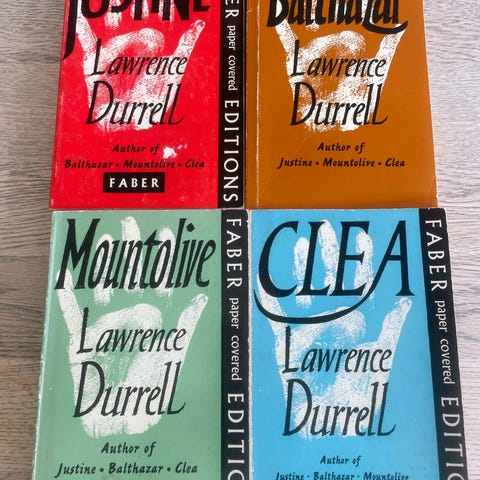 JUSTINE
Lawrence
Durrell
Author of
Balthazar • Mountolive • Clea
FABER
FABER paper covered EDITIONS
Balthazar
Lawrence
Durrell
Author of
Justine • Mountolive • Clea
Mountolive
Lawrence
Durrell
Author of
Justine • Balthazar • Clea
FABER paper covered EDITIO
CLEA
Lawrence
Durrell
Author of
Justine • Balthazar • Mountolive
FABER paper covered EDITIO